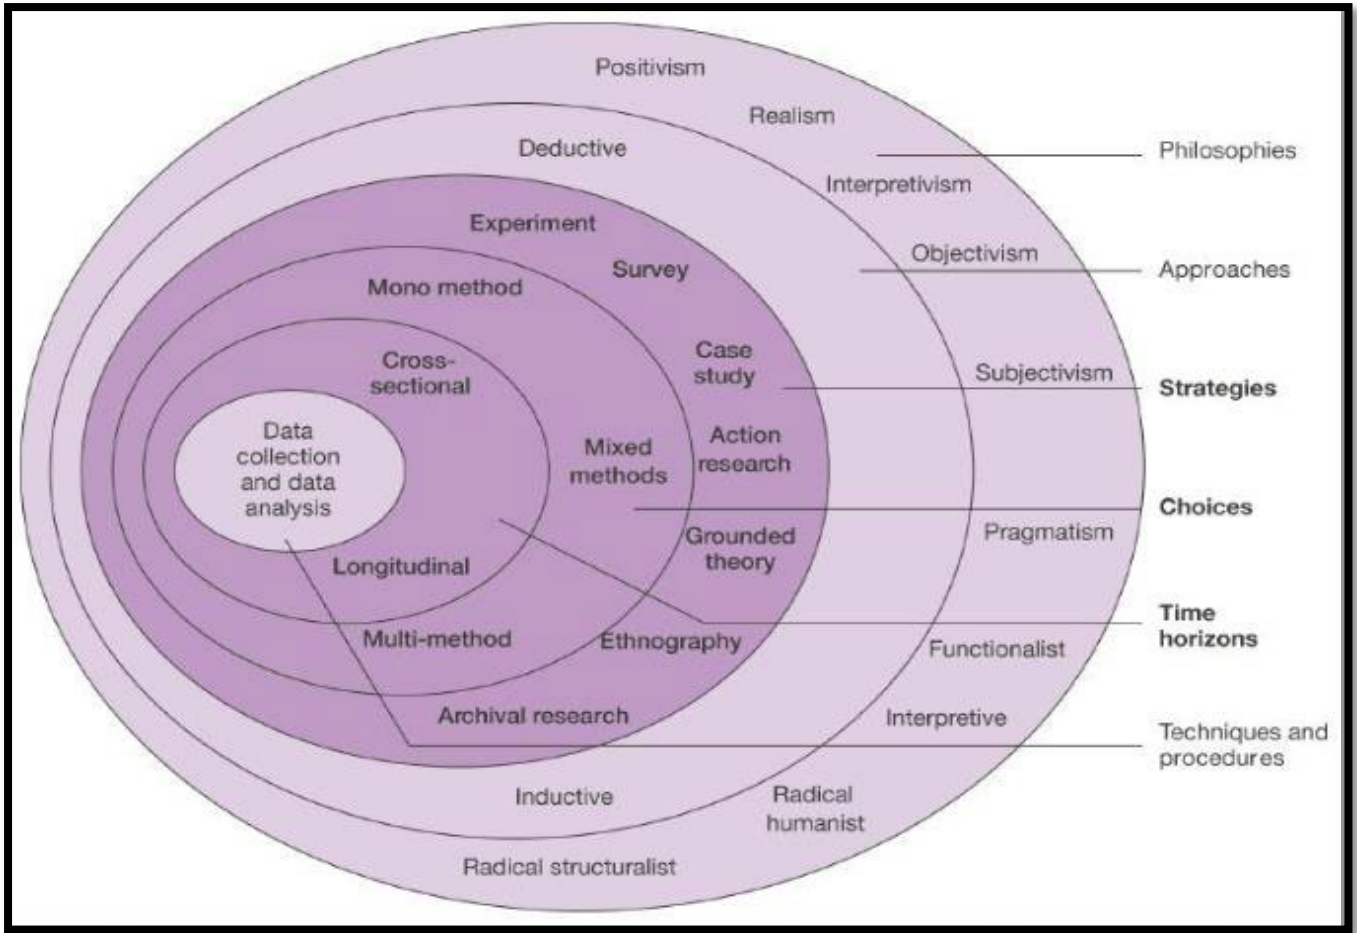 Positivism
Realism
Philosophies
Deductive
Interpretivism
Experiment
Objectivism
Survey
Approaches
Mono method
Cross-
sectional
Case
study
Subjectivism
Strategies
Data
collection
and data
analysis
Mixed
methods
Action
research
Choices
Grounded
theory
Pragmatism
Longitudinal
Time
horizons
Multi-method
Ethnography
Functionalist
Archival research
Interpretive
Techniques and
procedures
Inductive
Radical
humanist
Radical structuralist